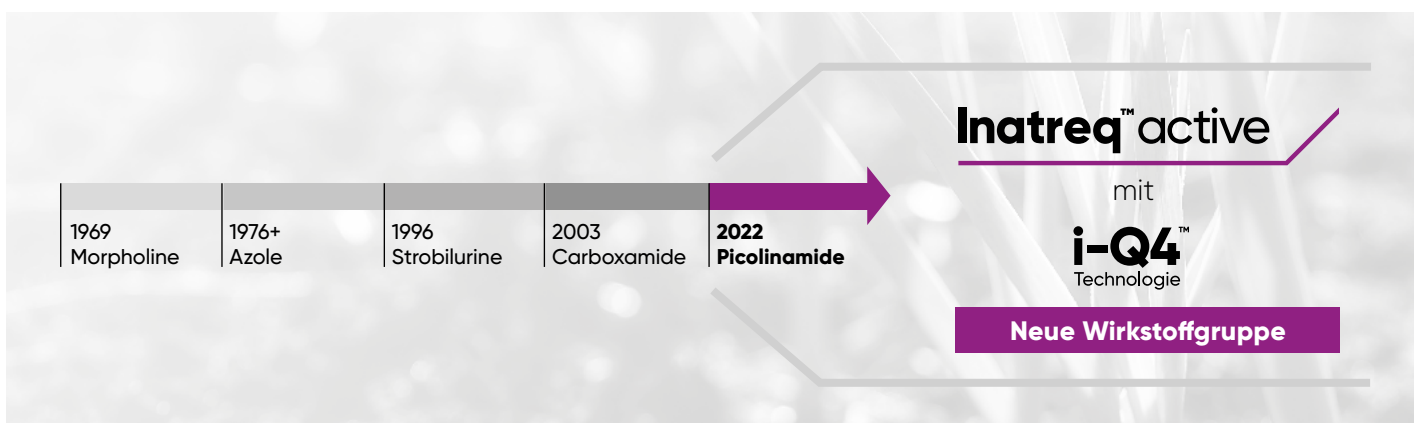 Inatreq™ active
mit
i-Q4™
Technologie
Neue Wirkstoffgruppe
1969
Morpholine
1976+
Azole
1996
Strobilurine
2003
Carboxamide
2022
Picolinamide